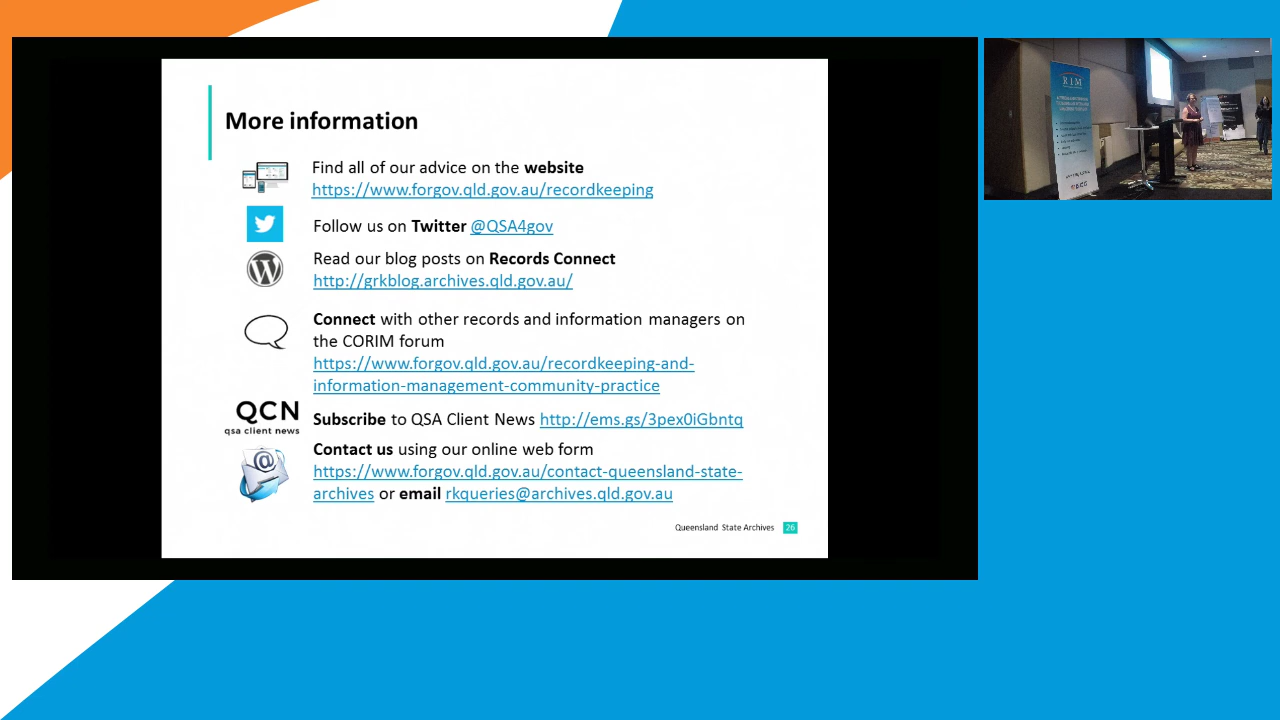 More information
Find all of our advice on the website
https://www.forgov.qld.gov.au/recordkeeping
Follow us on Twitter @QSA4gov
Read our blog posts on Records Connect
http://grkblog.archives.qld.gov.au/
Connect with other records and information managers on
the CORIM forum
https://www.forgov.qld.gov.au/recordkeeping-and-
information-management-community-practice
QCN
qsa client news
Subscribe to QSA Client News http://ems.gs/3pex0iGbntq
Contact us using our online web form
https://www.forgov.qld.gov.au/contact-queensland-state-
archives or email rkqueries@archives.qld.gov.au
Queensland State Archives 26
RIM